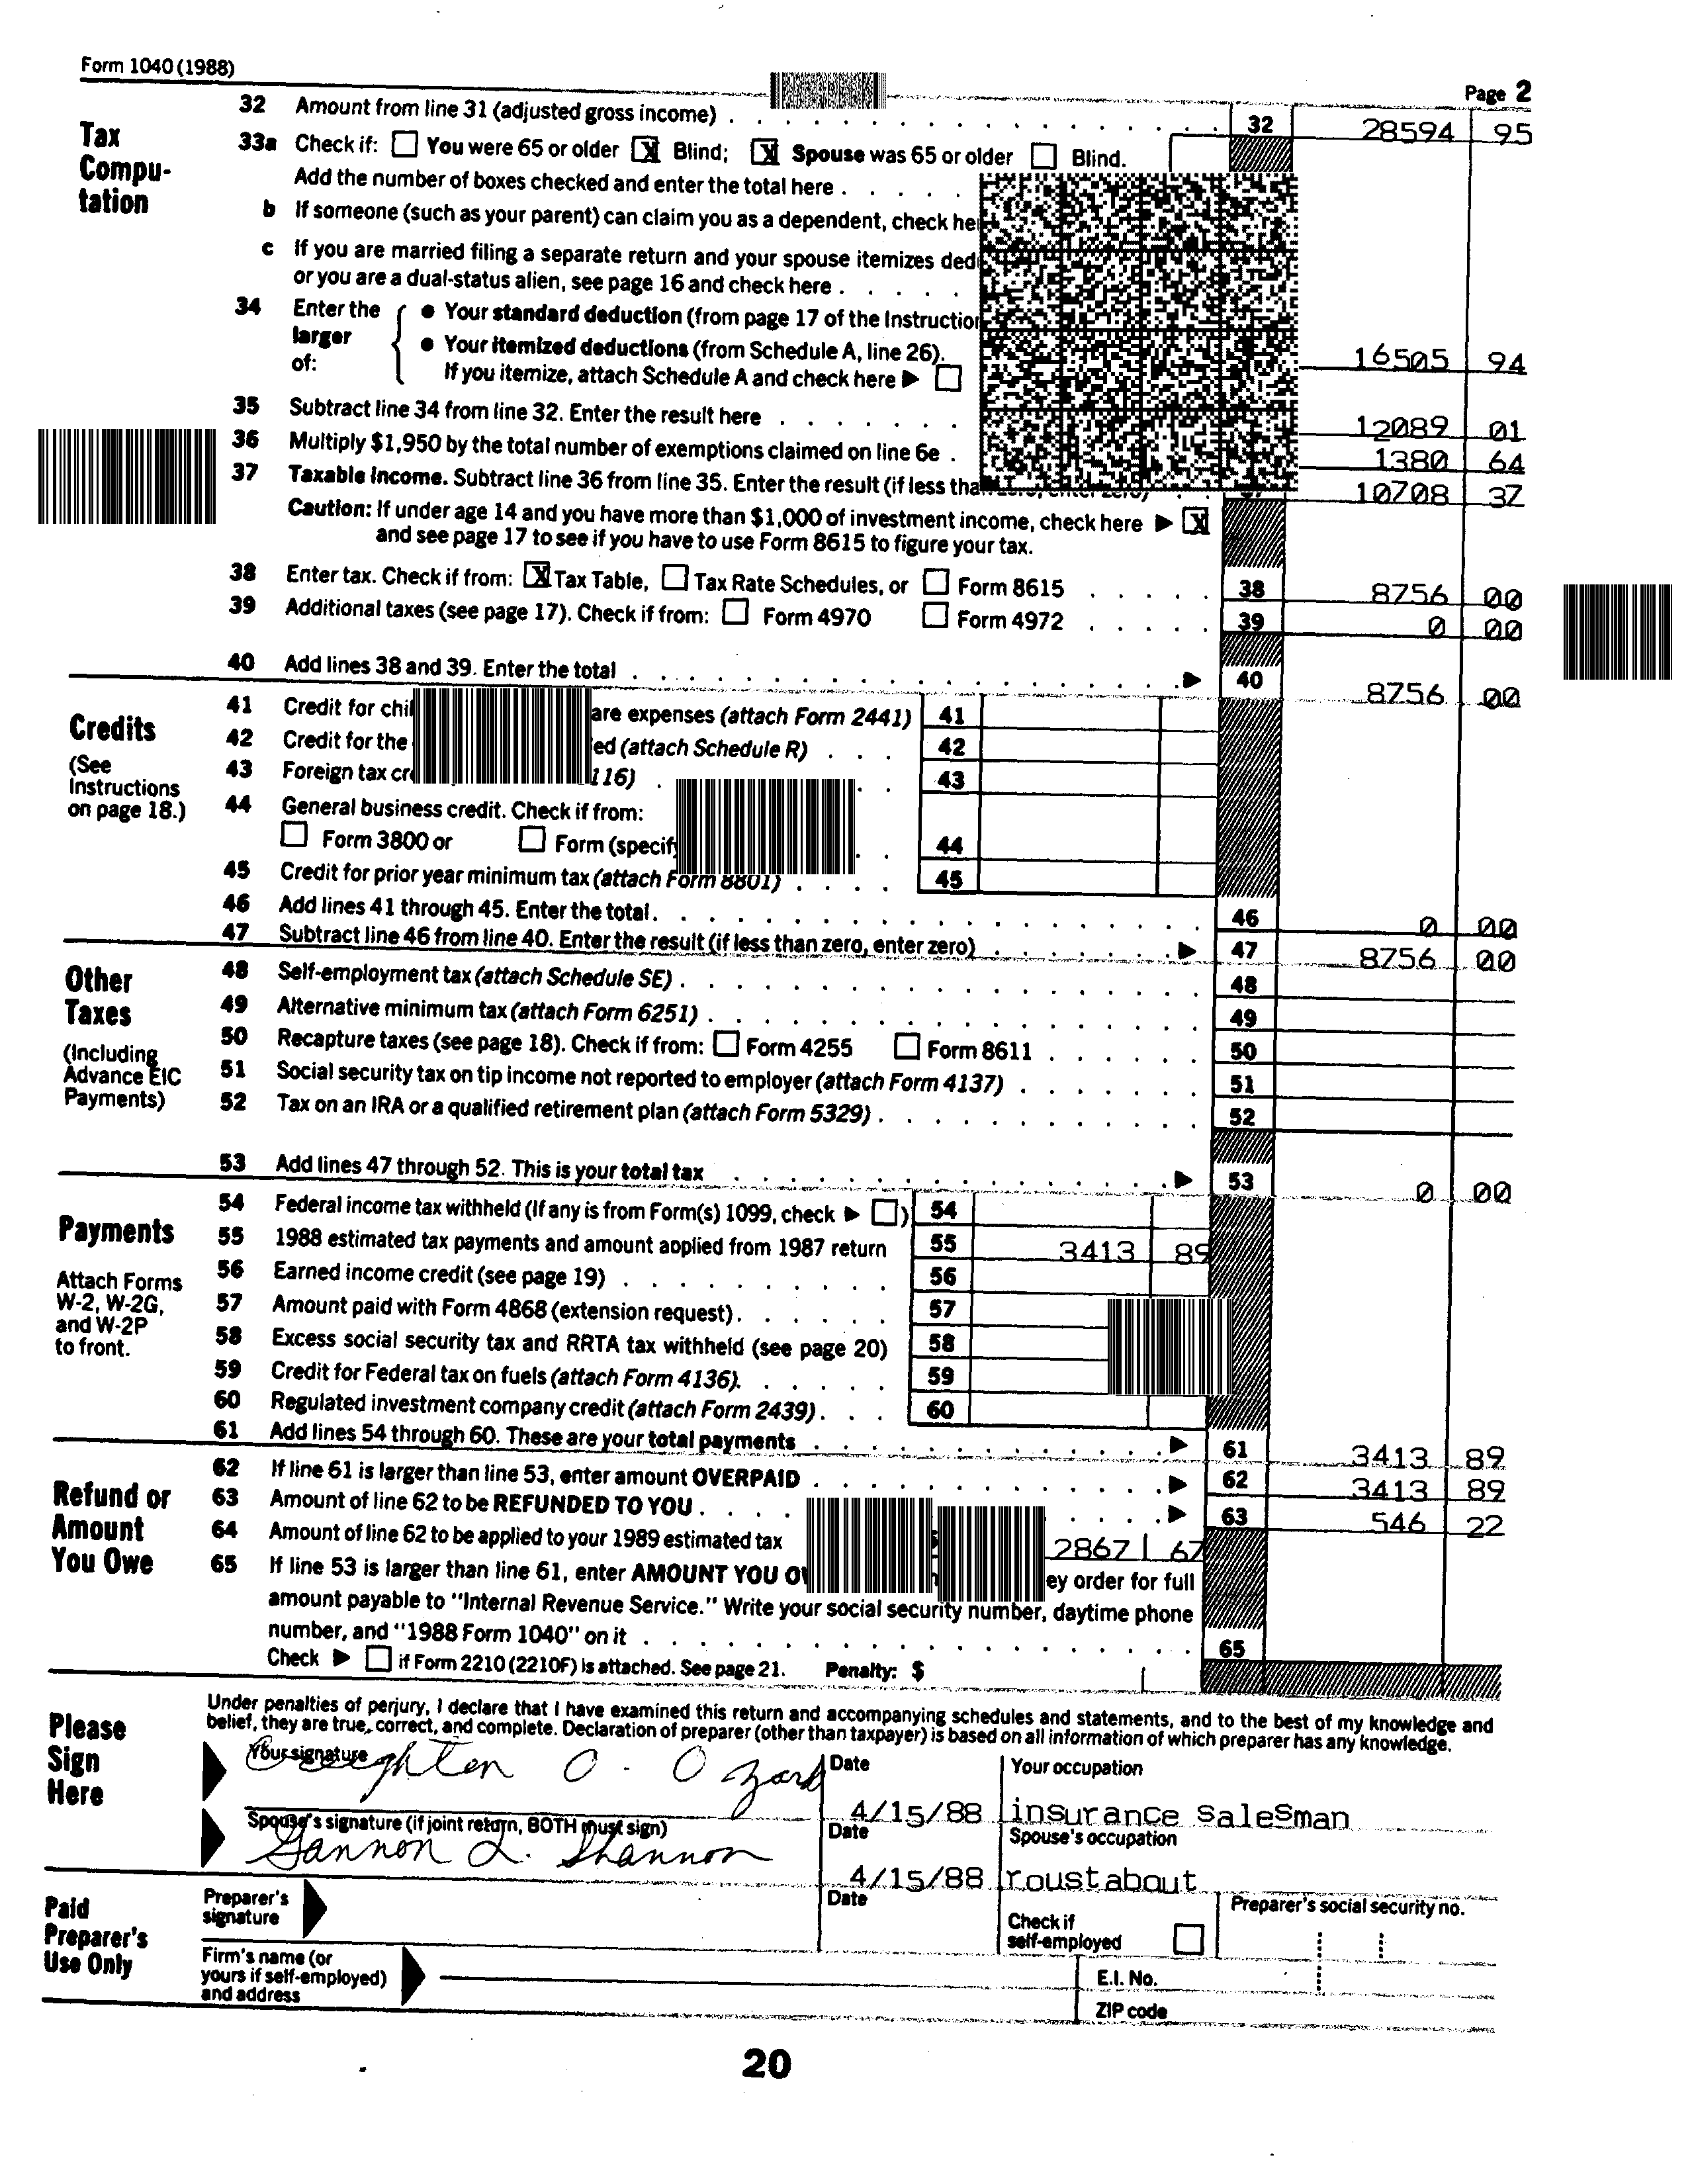 Form 1040 (1988)
Page 2
Tax
Compu-
tation
32 Amount from line 31 (adjusted gross income) . 32 28594 95
33a Check if: You were 65 or older X Blind; X Spouse was 65 or older Blind.
Add the number of boxes checked and enter the total here .
b If someone (such as your parent) can claim you as a dependent, check
c If you are married filing a separate return and your spouse itemizes
or you are a dual-status alien, see page 16 and check here .
34 Enter the larger of:
• Your standard deduction (from page 17 of the
• Your itemized deductions (from Schedule A, line 26).
If you itemize, attach Schedule A and check here ▶
16505 94
35 Subtract line 34 from line 32. Enter the result here . 12089 01
36 Multiply $1,950 by the total number of exemptions claimed on line 6e . 1380 64
37 Taxable income. Subtract line 36 from line 35. Enter the result (if less 10708 37
Caution: If under age 14 and you have more than $1,000 of investment income, check here ▶ X
and see page 17 to see if you have to use Form 8615 to figure your tax.
38 Enter tax. Check if from: X Tax Table, Tax Rate Schedules, or Form 8615 . 38 8756 00
39 Additional taxes (see page 17). Check if from: Form 4970 Form 4972 . 39 0 00
40 Add lines 38 and 39. Enter the total . ▶ 40 8756 00
Credits
(See
Instructions
on page 18.)
41 Credit for expenses (attach Form 2441) 41
42 Credit for the (attach Schedule R) . 42
43 Foreign tax . 43
44 General business credit. Check if from:
Form 3800 or Form . 44
45 Credit for prior year minimum tax (attach Form 8801) . 45
46 Add lines 41 through 45. Enter the total . 46 0 00
47 Subtract line 46 from line 40. Enter the result (if less than zero, enter zero) . ▶ 47 8756 00
Other
Taxes
(Including
Advance EIC
Payments)
48 Self-employment tax (attach Schedule SE) . 48
49 Alternative minimum tax (attach Form 6251) . 49
50 Recapture taxes (see page 18). Check if from: Form 4255 Form 8611 . 50
51 Social security tax on tip income not reported to employer (attach Form 4137) . 51
52 Tax on an IRA or a qualified retirement plan (attach Form 5329) . 52
53 Add lines 47 through 52. This is your total tax . ▶ 53 0 00
Payments
Attach Forms
W-2, W-2G,
and W-2P
to front.
54 Federal income tax withheld (If any is from Form(s) 1099, check ▶ ) 54
55 1988 estimated tax payments and amount applied from 1987 return 55 3413 89
56 Earned income credit (see page 19) . 56
57 Amount paid with Form 4868 (extension request) . 57
58 Excess social security tax and RRTA tax withheld (see page 20) 58
59 Credit for Federal tax on fuels (attach Form 4136). 59
60 Regulated investment company credit (attach Form 2439) . 60
61 Add lines 54 through 60. These are your total payments . ▶ 61 3413 89
Refund or
Amount
You Owe
62 If line 61 is larger than line 53, enter amount OVERPAID . ▶ 62 3413 89
63 Amount of line 62 to be REFUNDED TO YOU . ▶ 63 546 22
64 Amount of line 62 to be applied to your 1989 estimated tax 2867 67
65 If line 53 is larger than line 61, enter AMOUNT YOU order for full
amount payable to "Internal Revenue Service." Write your social security number, daytime phone
number, and "1988 Form 1040" on it . 65
Check ▶ if Form 2210 (2210F) is attached. See page 21. Penalty: $
Please
Sign
Here
Under penalties of perjury, I declare that I have examined this return and accompanying schedules and statements, and to the best of my knowledge and
belief, they are true, correct, and complete. Declaration of preparer (other than taxpayer) is based on all information of which preparer has any knowledge.
Your signature Date Your occupation
Creighten O. Ozark 4/15/88 insurance salesman
Spouse's signature (if joint return, BOTH must sign) Date Spouse's occupation
Gannon L. Shannon 4/15/88 roustabout
Paid
Preparer's
Use Only
Preparer's signature Date Check if self-employed Preparer's social security no.
Firm's name (or
yours if self-employed)
and address
E.I. No.
ZIP code
20